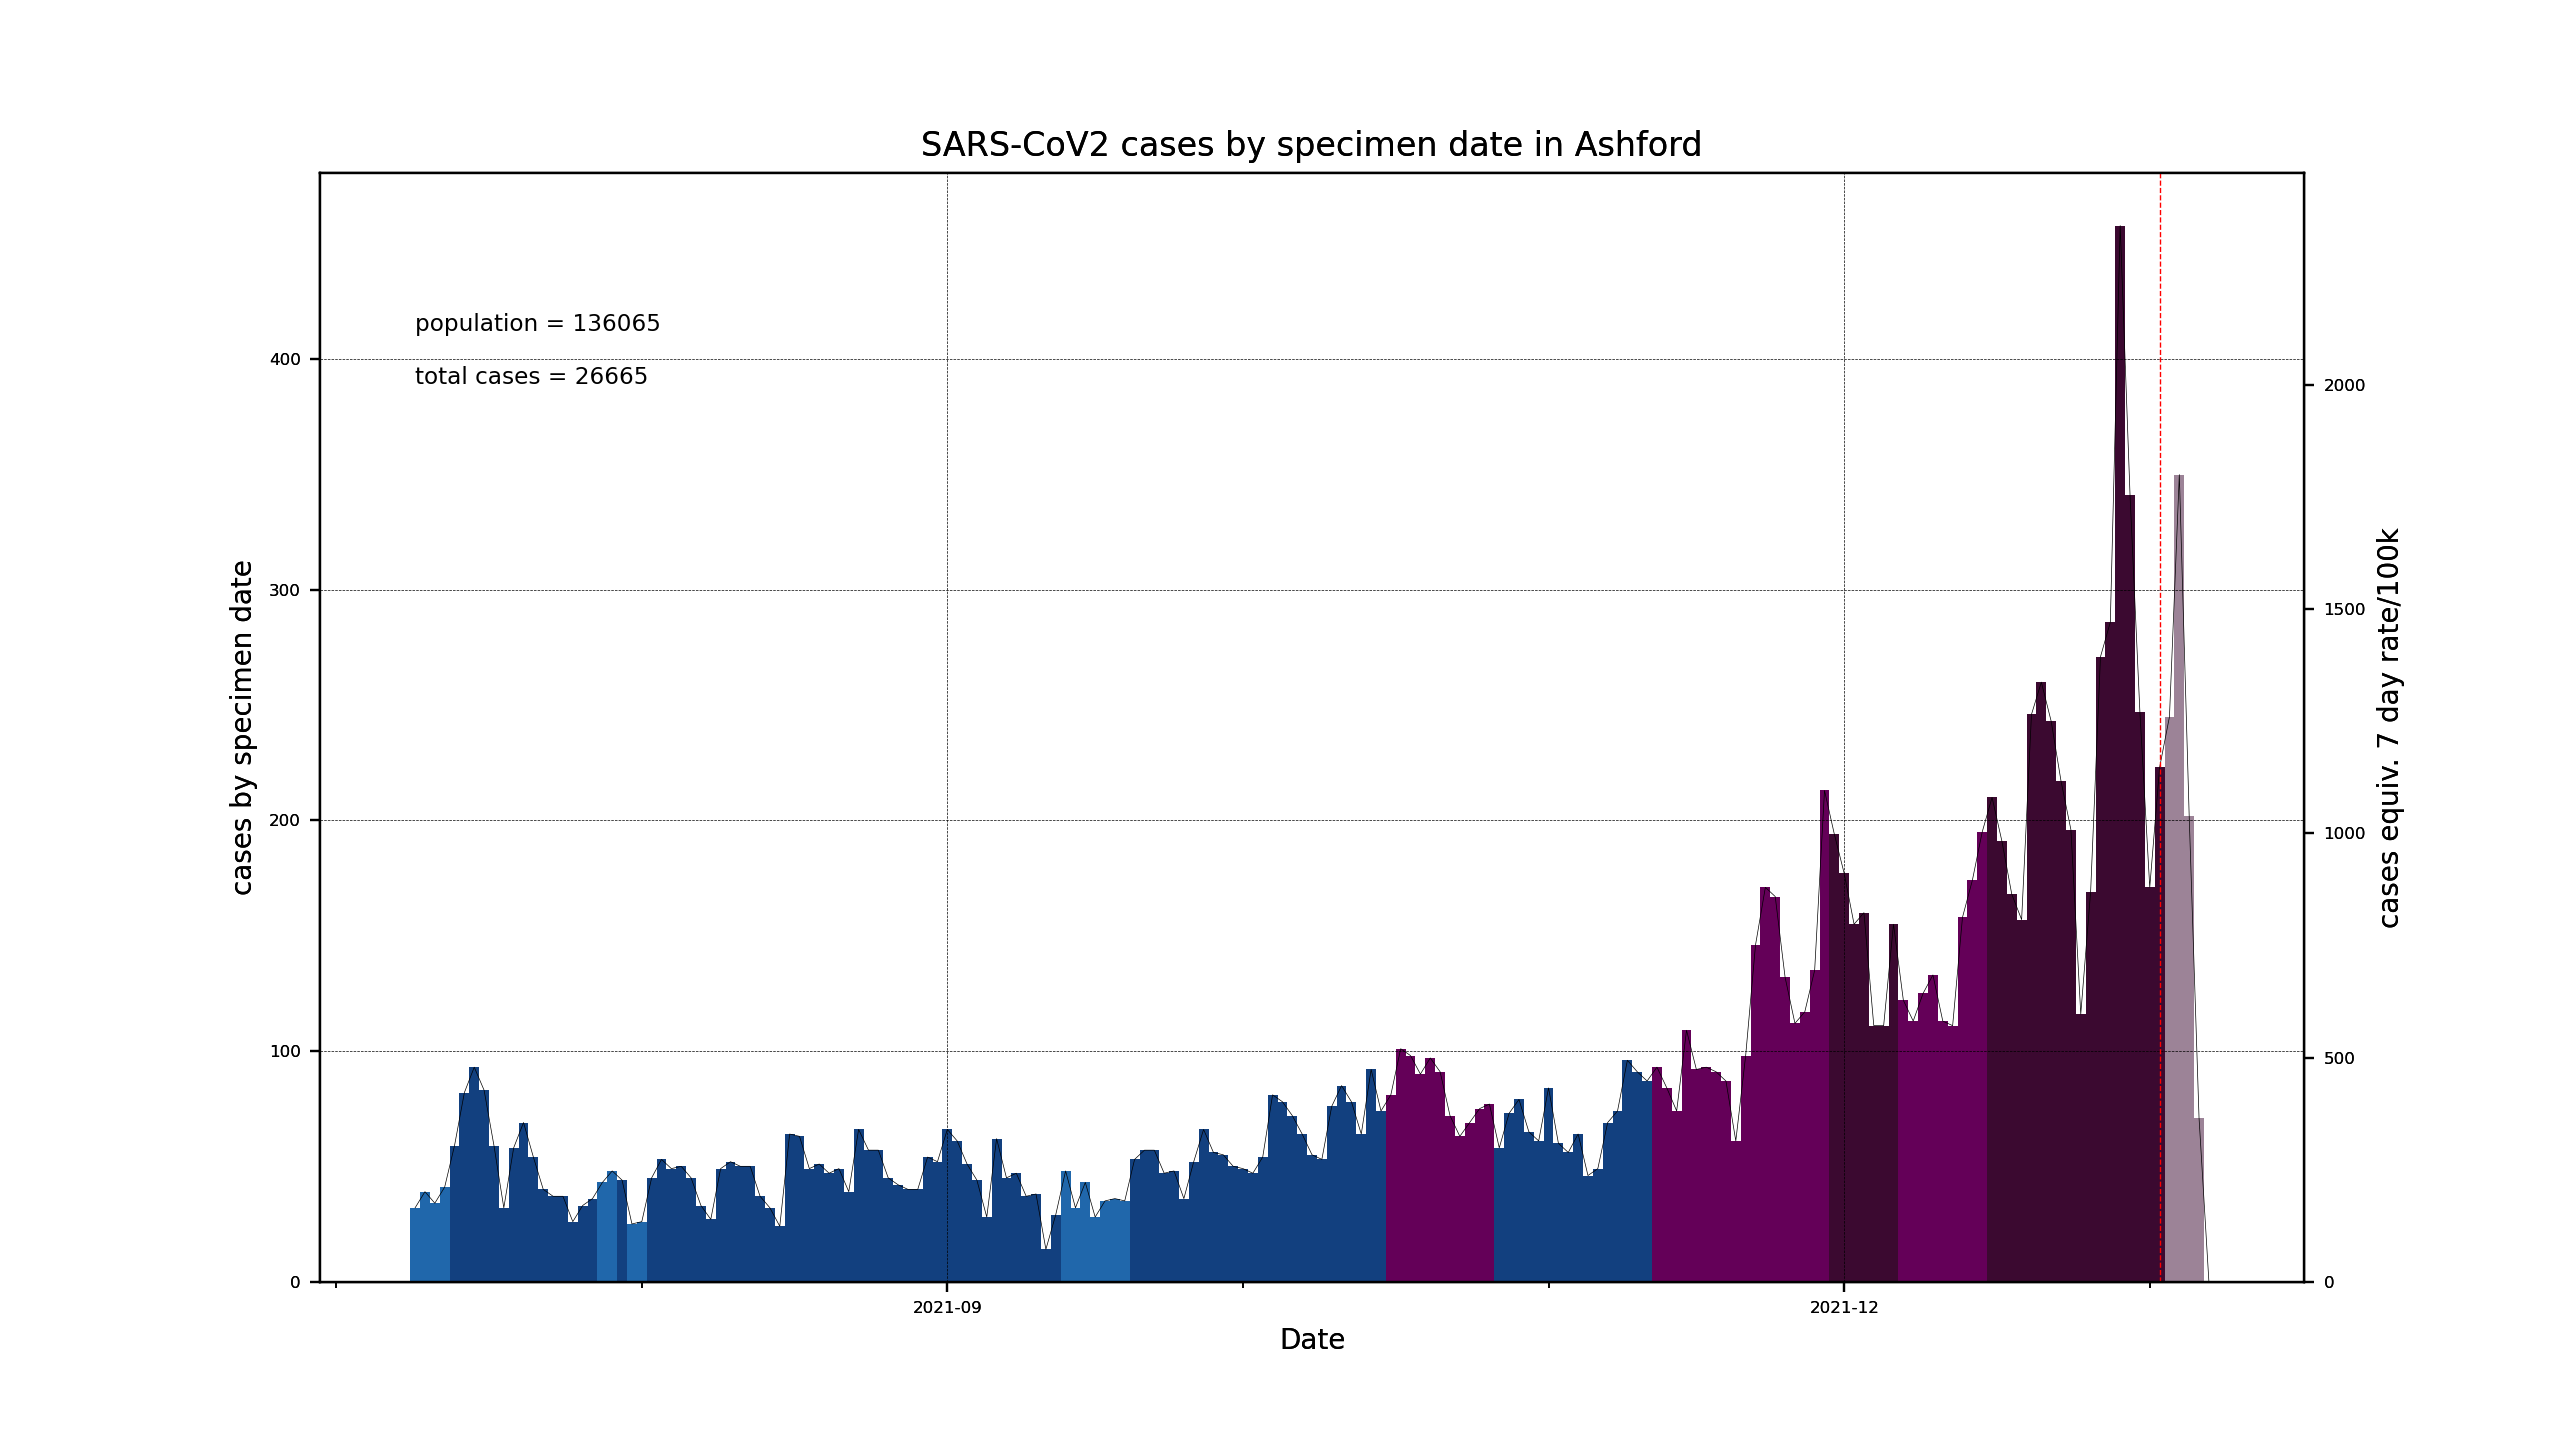 SARS-CoV2 cases by specimen date in Ashford
population = 136065
total cases = 26665
cases by specimen date
400
300
200
100
0
2000
1500
1000
500
0
cases equiv. 7 day rate/100k
2021-09
2021-12
Date